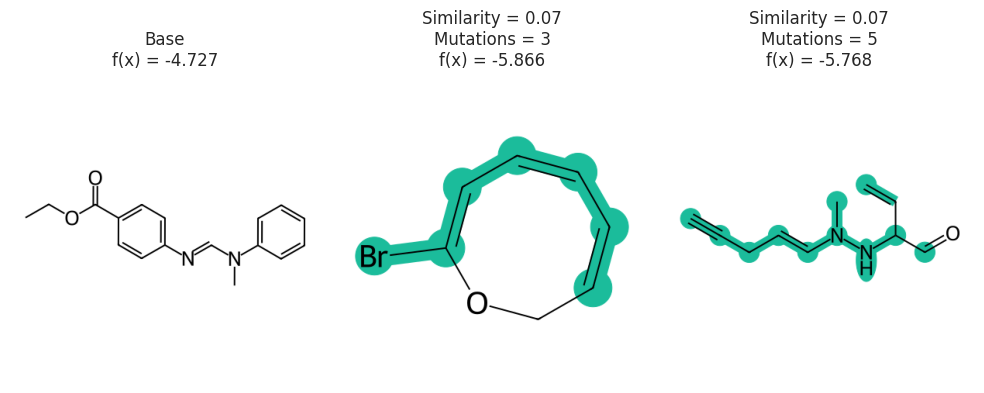 Base
f(x) = -4.727
Similarity = 0.07
Mutations = 3
f(x) = -5.866
Similarity = 0.07
Mutations = 5
f(x) = -5.768
O
O
N
N
Br
O
N
N
H
O